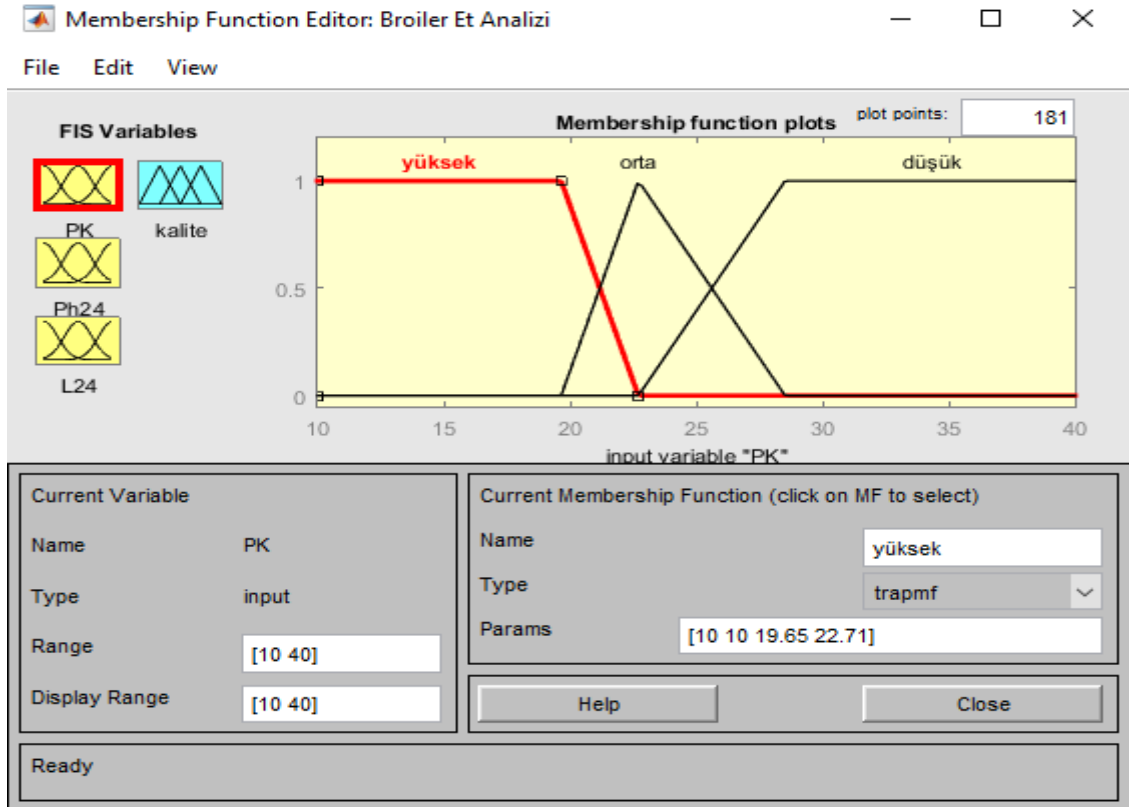 Membership Function Editor: Broiler Et Analizi
File Edit View
FIS Variables
PK
kalite
Ph24
L24
Membership function plots
plot points:
181
yüksek
orta
düşük
1
0.5
0
10 15 20 25 30 35 40
input variable "PK"
Current Variable
Name PK
Type input
Range [10 40]
Display Range [10 40]
Current Membership Function (click on MF to select)
Name yüksek
Type trapmf
Params [10 10 19.65 22.71]
Help
Close
Ready